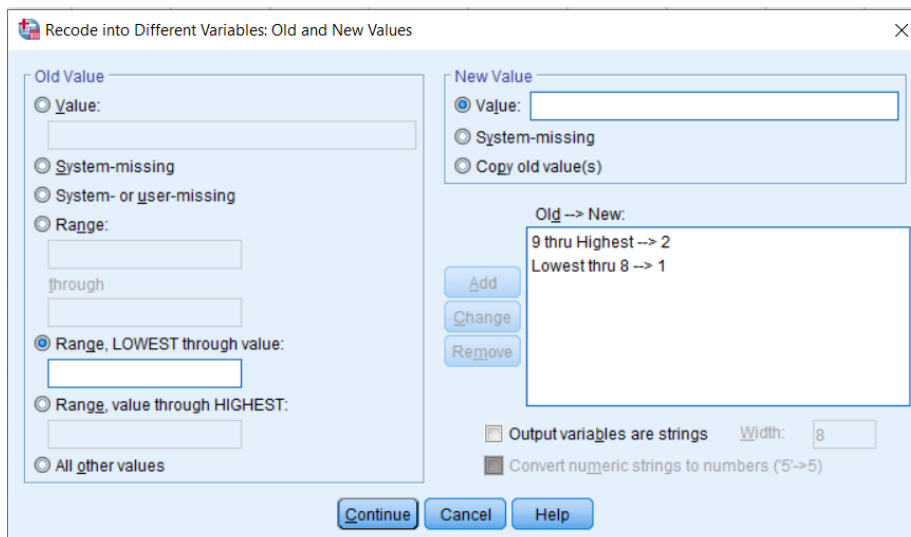 Recode into Different Variables: Old and New Values
Old Value
Value:
System-missing
System- or user-missing
Range:
through
Range, LOWEST through value:
Range, value through HIGHEST:
All other values
New Value
Value:
System-missing
Copy old value(s)
Old --> New:
9 thru Highest --> 2
Lowest thru 8 --> 1
Add
Change
Remove
Output variables are strings
Width:
8
Convert numeric strings to numbers ('5'->5)
Continue
Cancel
Help